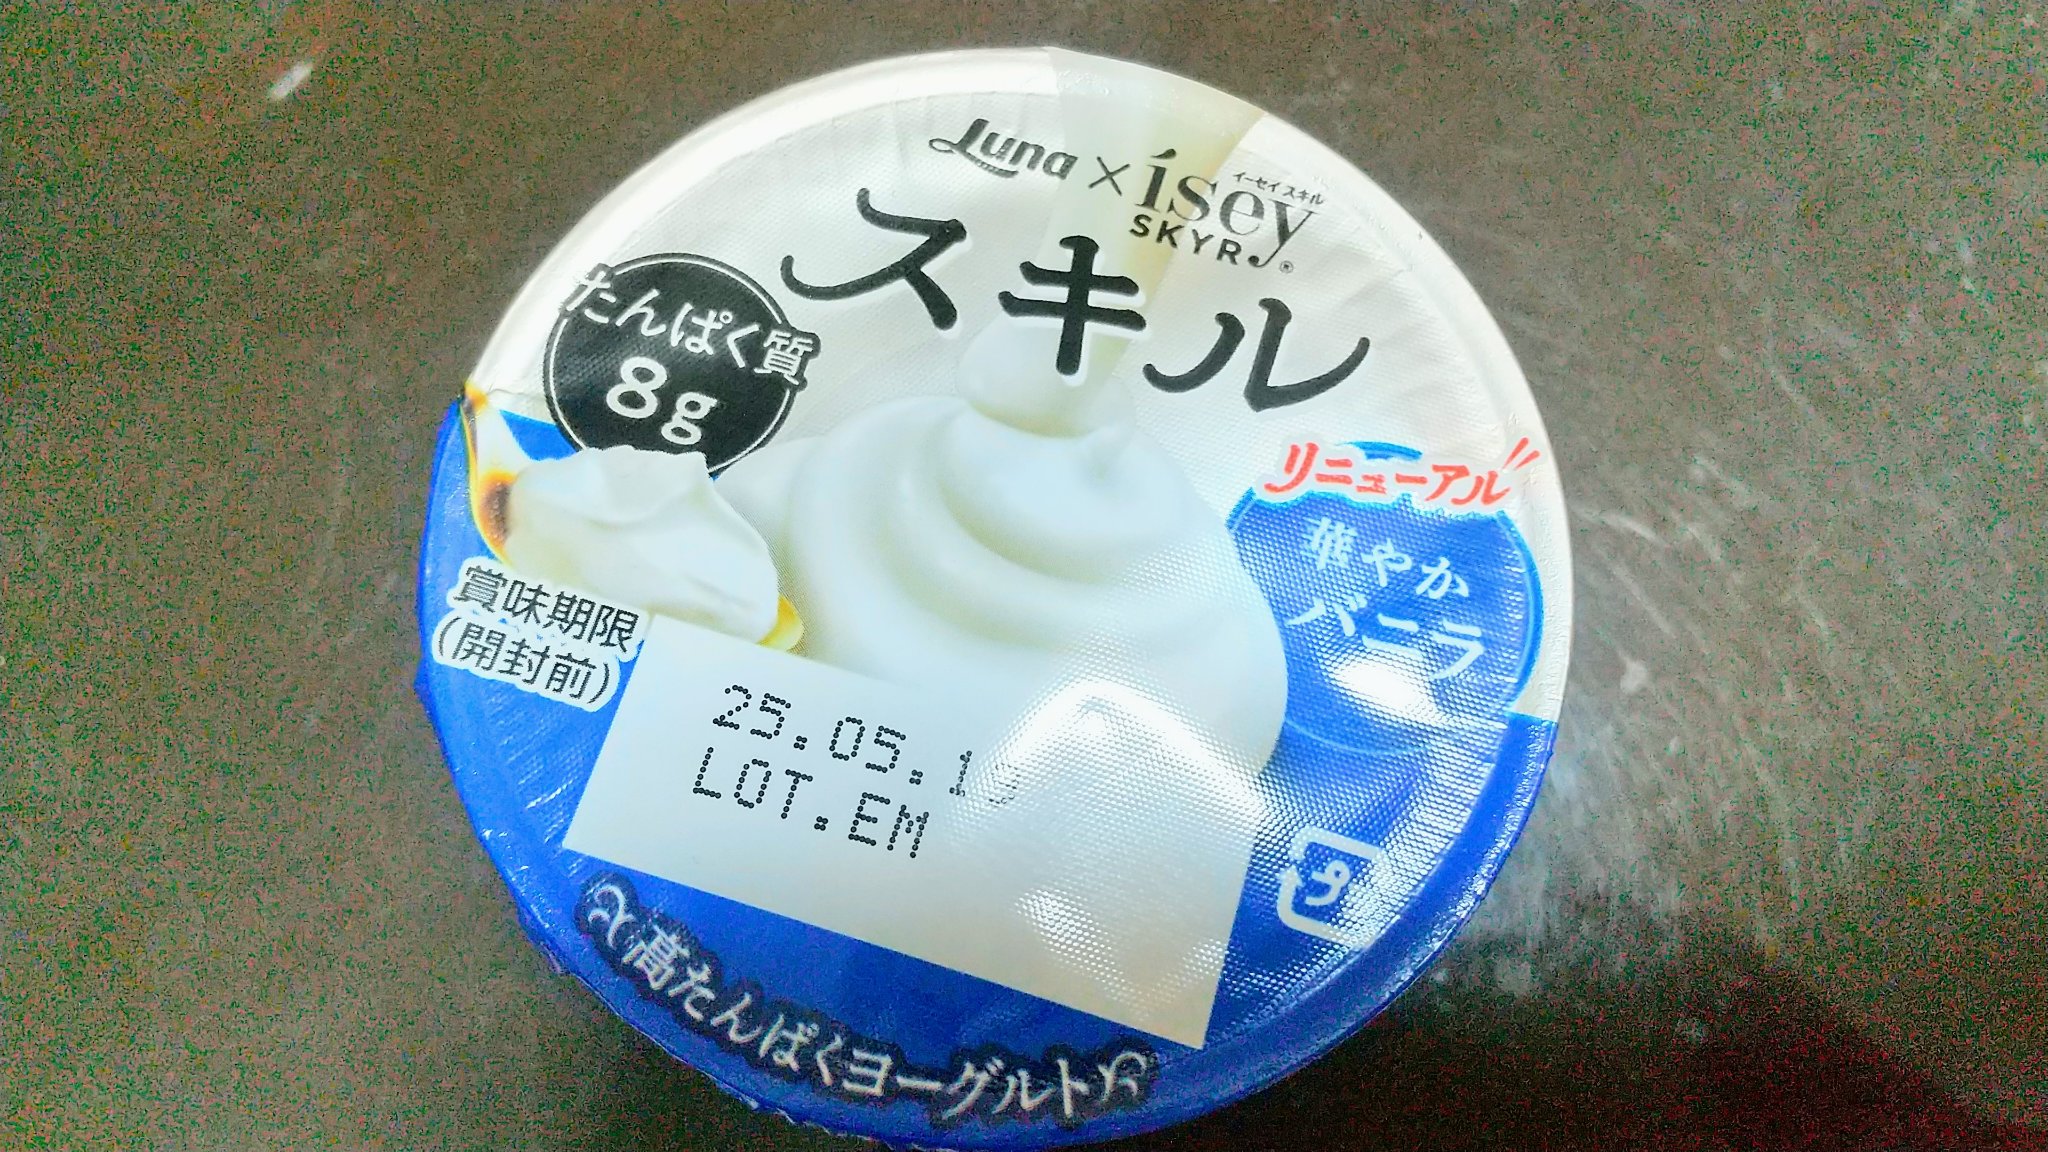 Luna×ísey
イーセイ スキル
SKYR®
スキル
たんぱく質
8g
リニューアル
華やか
バニラ
賞味期限
(開封前)
25.05.1
LOT.EM
プ
高たんぱくヨーグルト